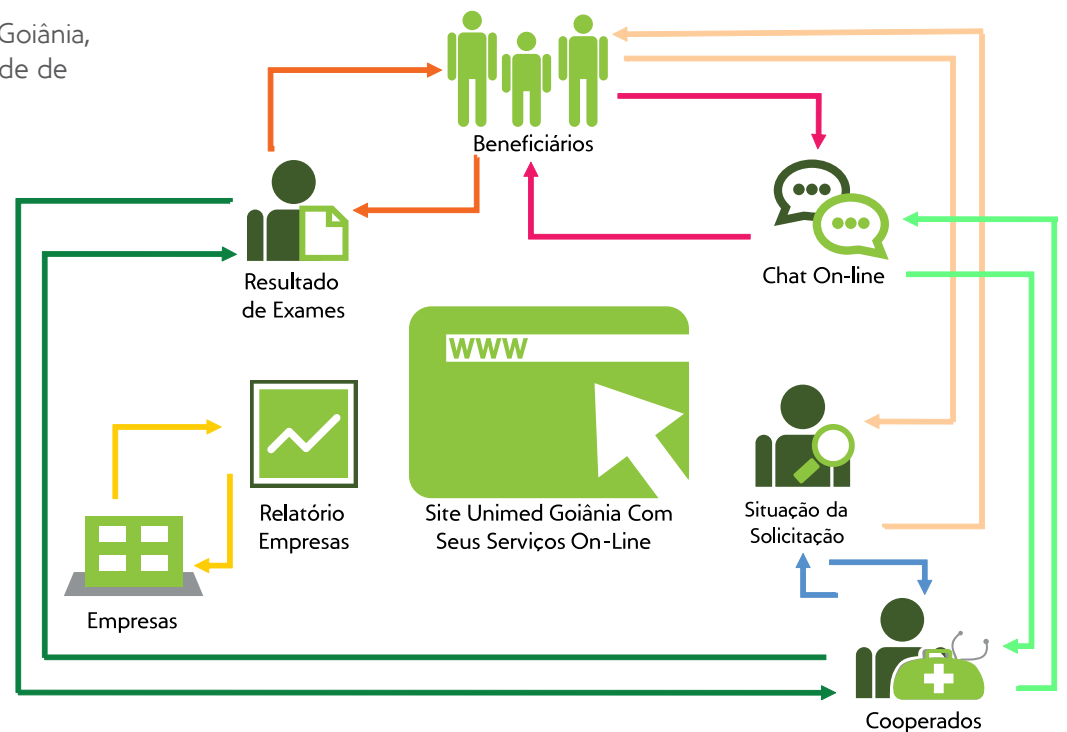 Goiânia,
de de
Beneficiários
Resultado
de Exames
Chat On-line
WWW
Relatório
Empresas
Site Unimed Goiânia Com
Seus Serviços On-Line
Situação da
Solicitação
Empresas
Cooperados